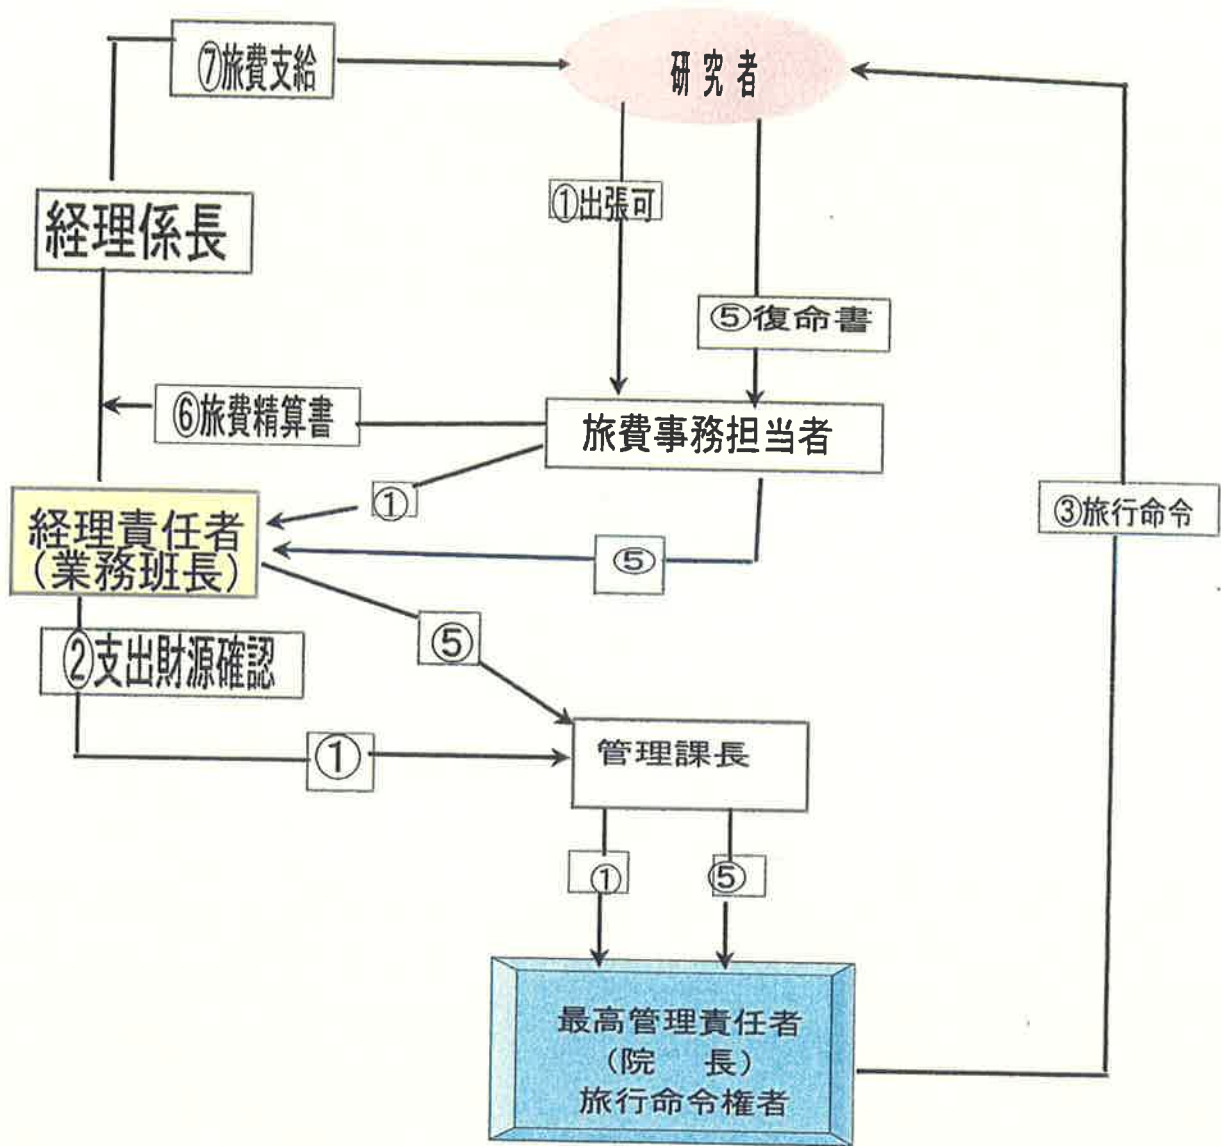 ⑦旅費支給
研究者
①出張可
経理係長
⑤復命書
⑥旅費精算書
旅費事務担当者
①
③旅行命令
経理責任者
(業務班長)
⑤
⑤
②支出財源確認
①
管理課長
①
⑤
最高管理責任者
(院　長)
旅行命令権者